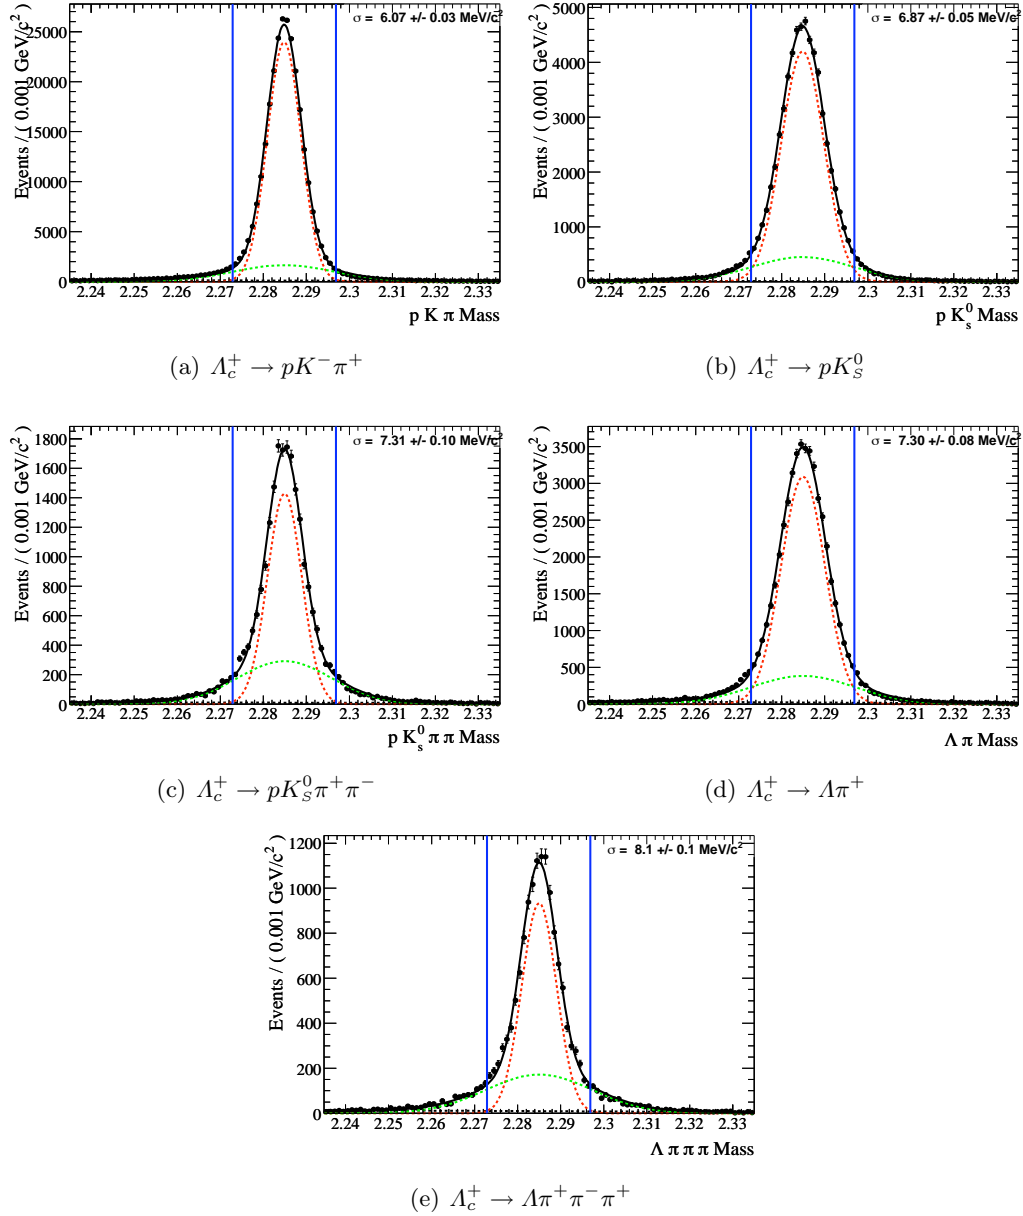 σ = 6.07 +/- 0.03 MeV/c²
Events / ( 0.001 GeV/c² )
25000
20000
15000
10000
5000
0
2.24 2.25 2.26 2.27 2.28 2.29 2.3 2.31 2.32 2.33
p K π Mass
(a) Λc⁺ → pK⁻π⁺
σ = 6.87 +/- 0.05 MeV/c²
Events / ( 0.001 GeV/c² )
5000
4000
3000
2000
1000
0
2.24 2.25 2.26 2.27 2.28 2.29 2.3 2.31 2.32 2.33
p K⁰s Mass
(b) Λc⁺ → pK⁰S
σ = 7.31 +/- 0.10 MeV/c²
Events / ( 0.001 GeV/c² )
1800
1600
1400
1200
1000
800
600
400
200
0
2.24 2.25 2.26 2.27 2.28 2.29 2.3 2.31 2.32 2.33
p K⁰s π π Mass
(c) Λc⁺ → pK⁰Sπ⁺π⁻
σ = 7.30 +/- 0.08 MeV/c²
Events / ( 0.001 GeV/c² )
3500
3000
2500
2000
1500
1000
500
0
2.24 2.25 2.26 2.27 2.28 2.29 2.3 2.31 2.32 2.33
Λ π Mass
(d) Λc⁺ → Λπ⁺
σ = 8.1 +/- 0.1 MeV/c²
Events / ( 0.001 GeV/c² )
1200
1000
800
600
400
200
0
2.24 2.25 2.26 2.27 2.28 2.29 2.3 2.31 2.32 2.33
Λ π π π Mass
(e) Λc⁺ → Λπ⁺π⁻π⁺